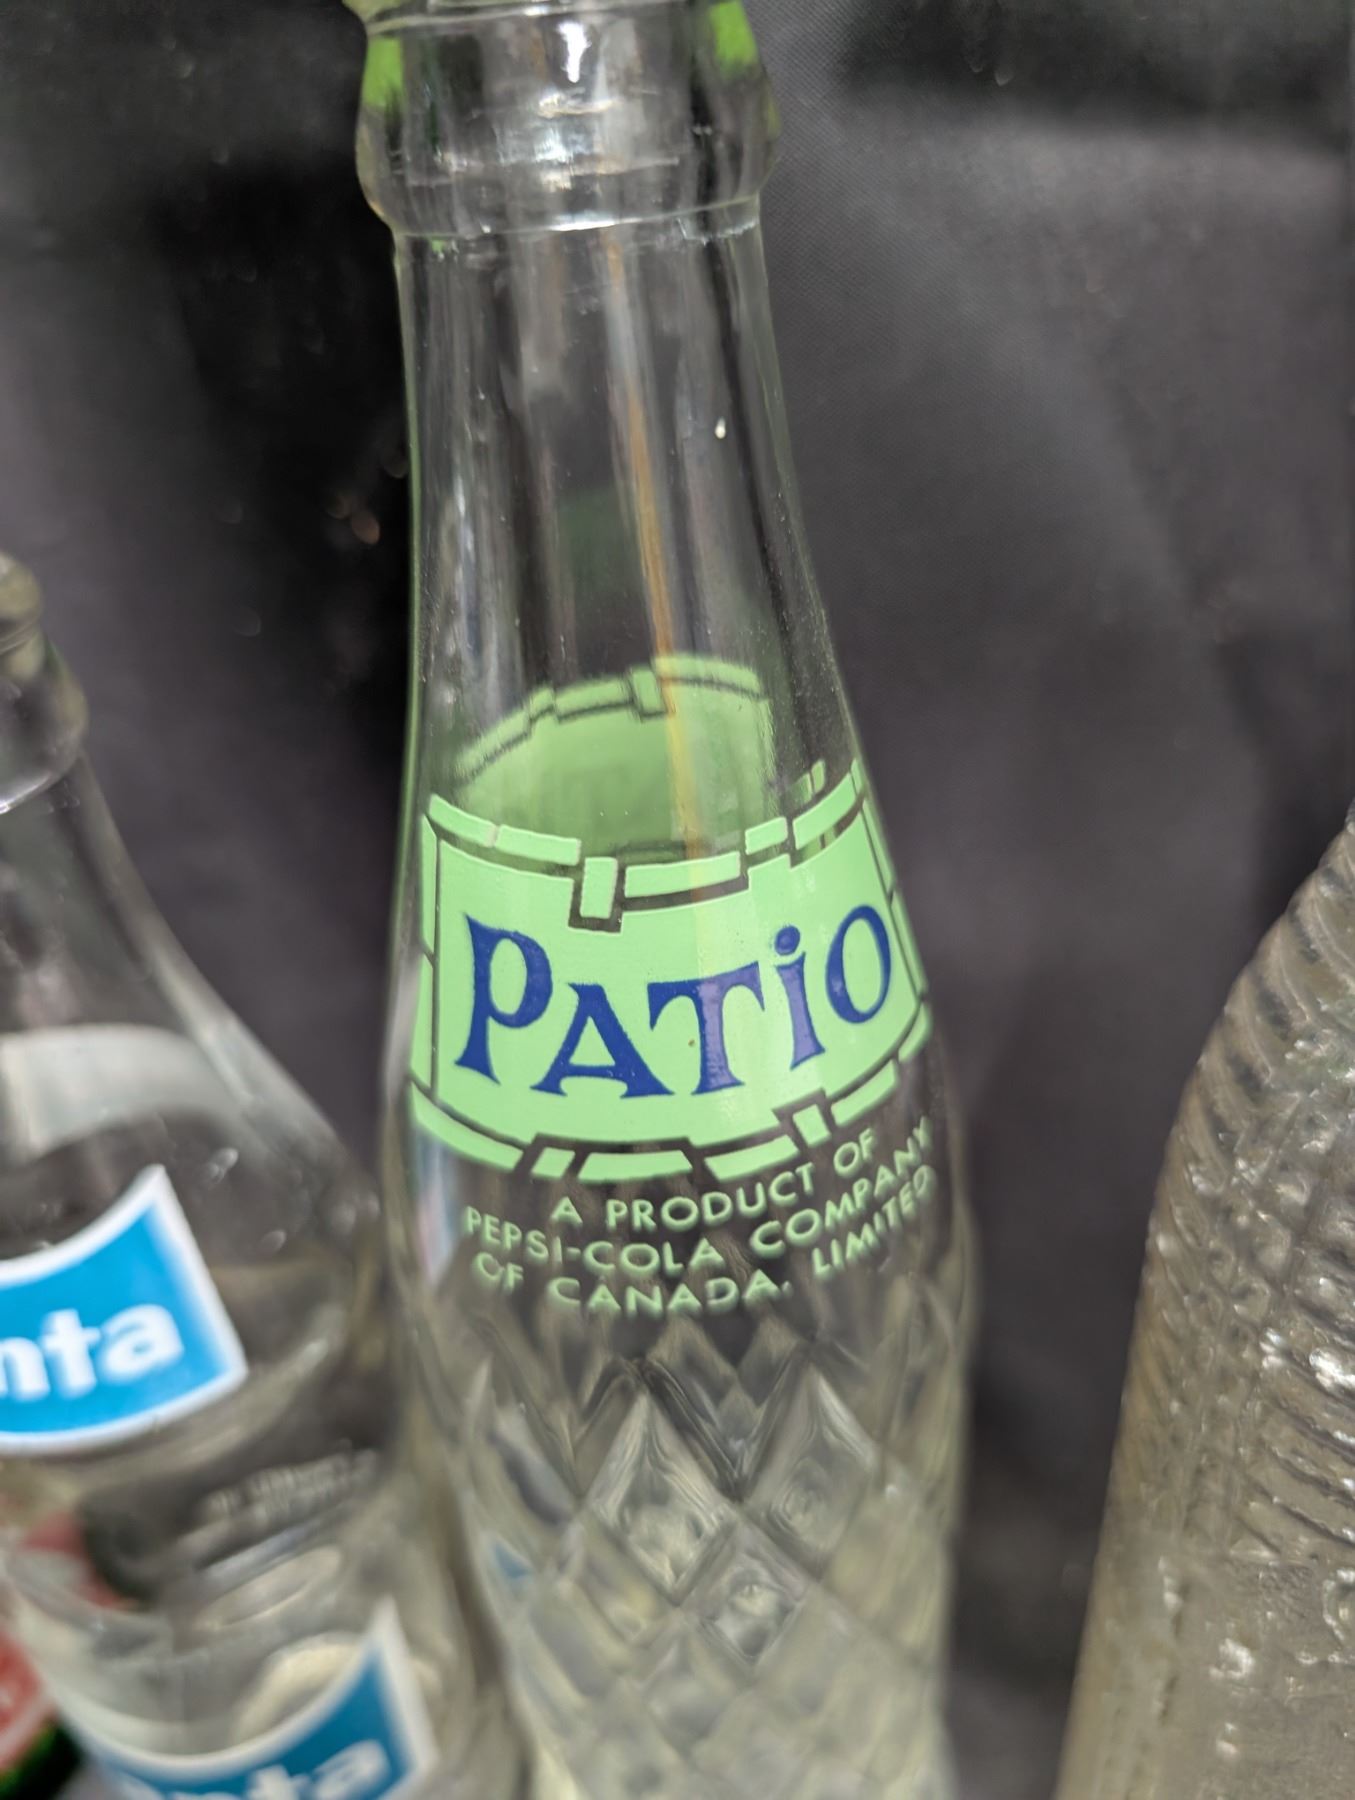 PATiO
A PRODUCT OF
PEPSI-COLA COMPANY
OF CANADA, LIMITED
nta
nta